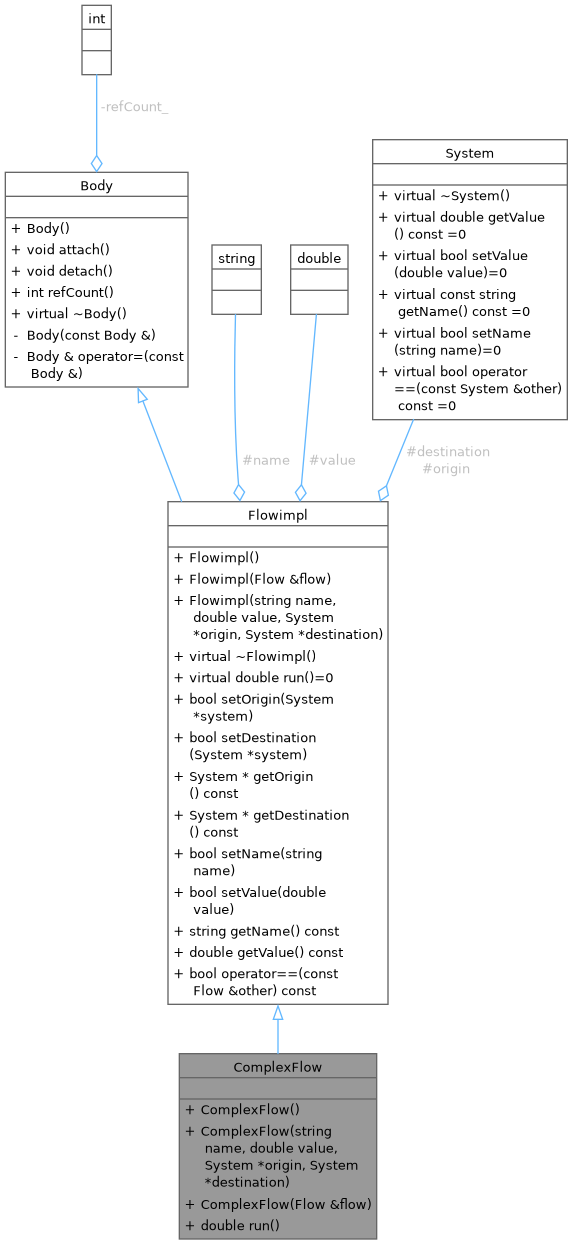 int
-refCount_
System
+ virtual ~System()
+ virtual double getValue
() const =0
+ virtual bool setValue
(double value)=0
+ virtual const string
getName() const =0
+ virtual bool setName
(string name)=0
+ virtual bool operator
==(const System &other)
const =0
Body
+ Body()
+ void attach()
+ void detach()
+ int refCount()
+ virtual ~Body()
- Body(const Body &)
- Body & operator=(const
Body &)
string
double
#name
#value
#destination
#origin
Flowimpl
+ Flowimpl()
+ Flowimpl(Flow &flow)
+ Flowimpl(string name,
double value, System
*origin, System *destination)
+ virtual ~Flowimpl()
+ virtual double run()=0
+ bool setOrigin(System
*system)
+ bool setDestination
(System *system)
+ System * getOrigin
() const
+ System * getDestination
() const
+ bool setName(string
name)
+ bool setValue(double
value)
+ string getName() const
+ double getValue() const
+ bool operator==(const
Flow &other) const
ComplexFlow
+ ComplexFlow()
+ ComplexFlow(string
name, double value,
System *origin, System
*destination)
+ ComplexFlow(Flow &flow)
+ double run()